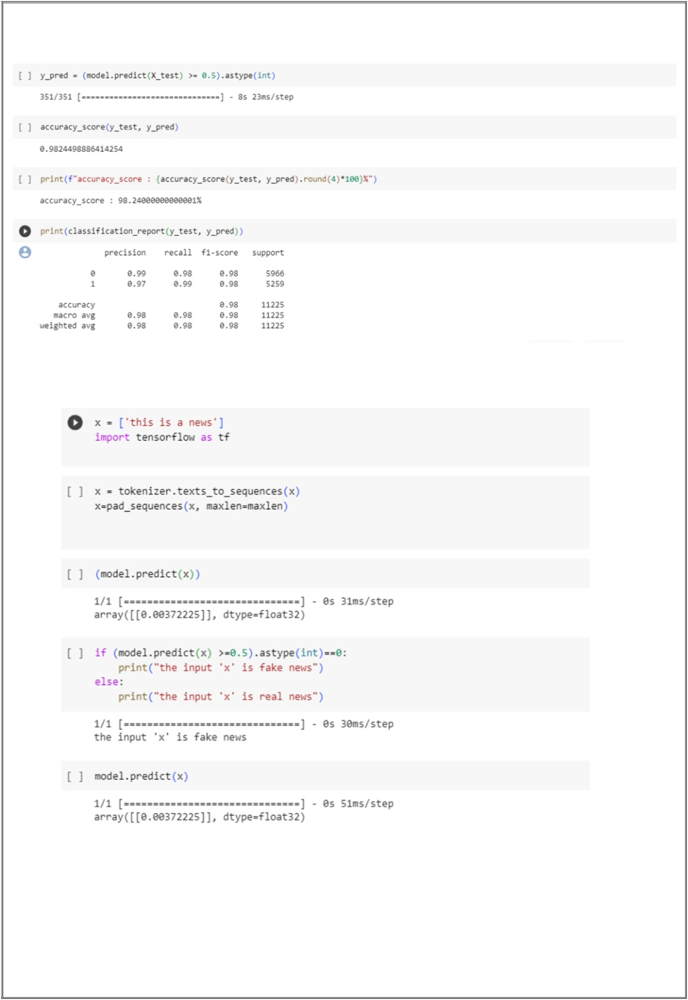 [ ] y_pred = (model.predict(X_test) >= 0.5).astype(int)
351/351 [==============================] - 8s 23ms/step
[ ] accuracy_score(y_test, y_pred)
0.9824498886414254
[ ] print(f"accuracy_score : {accuracy_score(y_test, y_pred).round(4)*100}%")
accuracy_score : 98.24000000000001%
print(classification_report(y_test, y_pred))
precision recall f1-score support
0 0.99 0.98 0.98 5966
1 0.97 0.99 0.98 5259
accuracy 0.98 11225
macro avg 0.98 0.98 0.98 11225
weighted avg 0.98 0.98 0.98 11225
x = ['this is a news']
import tensorflow as tf
[ ] x = tokenizer.texts_to_sequences(x)
x=pad_sequences(x, maxlen=maxlen)
[ ] (model.predict(x))
1/1 [==============================] - 0s 31ms/step
array([[0.00372225]], dtype=float32)
[ ] if (model.predict(x) >=0.5).astype(int)==0:
print("the input 'x' is fake news")
else:
print("the input 'x' is real news")
1/1 [==============================] - 0s 30ms/step
the input 'x' is fake news
[ ] model.predict(x)
1/1 [==============================] - 0s 51ms/step
array([[0.00372225]], dtype=float32)